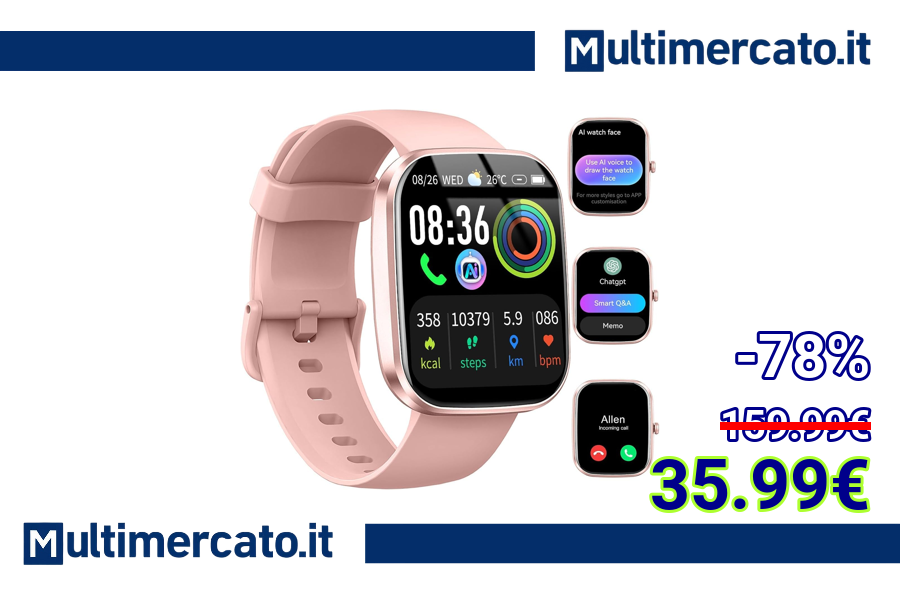 Multimercato.it
08/26 WED 26°C
08:36
Ai
358 10379 5.9 086
kcal steps km bpm
AI watch face
Use AI voice to
draw the watch
face
For more styles go to APP
customisation
Chatgpt
Smart Q&A
Memo
Allen
Incoming call
-78%
159.99€
35.99€
Multimercato.it